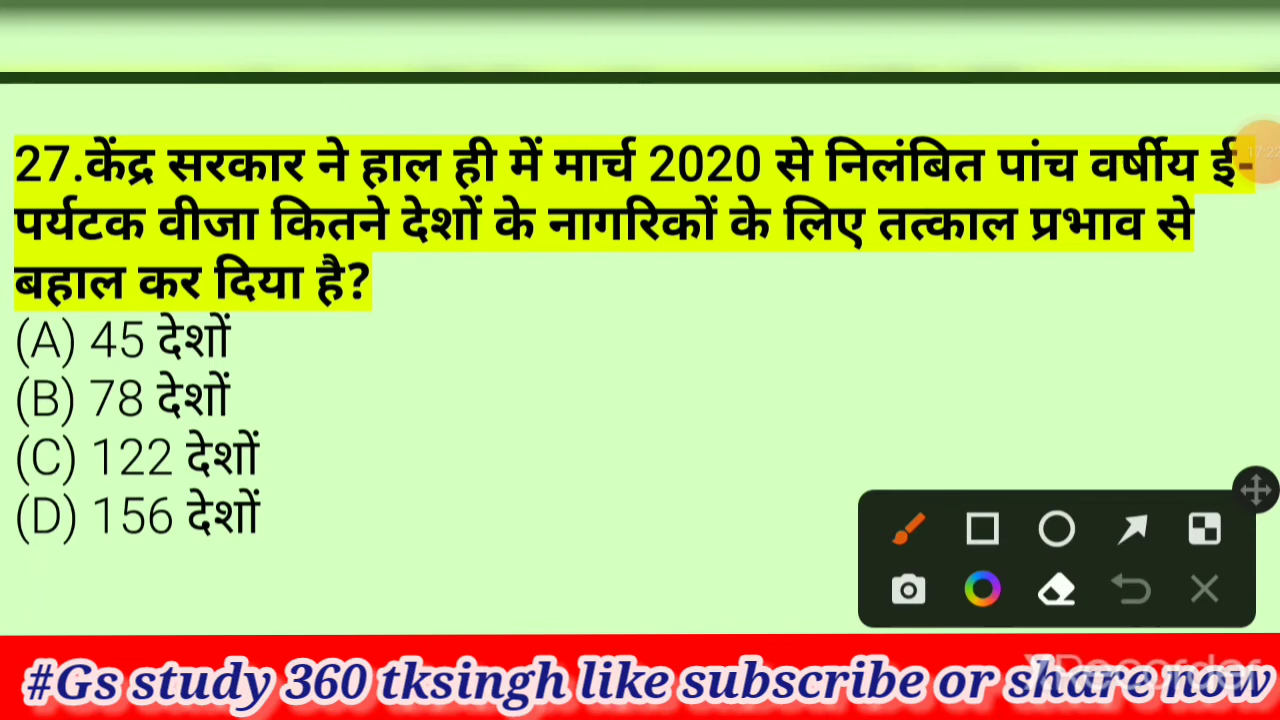 27.केंद्र सरकार ने हाल ही में मार्च 2020 से निलंबित पांच वर्षीय ई-
पर्यटक वीजा कितने देशों के नागरिकों के लिए तत्काल प्रभाव से
बहाल कर दिया है?
(A) 45 देशों
(B) 78 देशों
(C) 122 देशों
(D) 156 देशों
#Gs study 360 tksingh like subscribe or share now